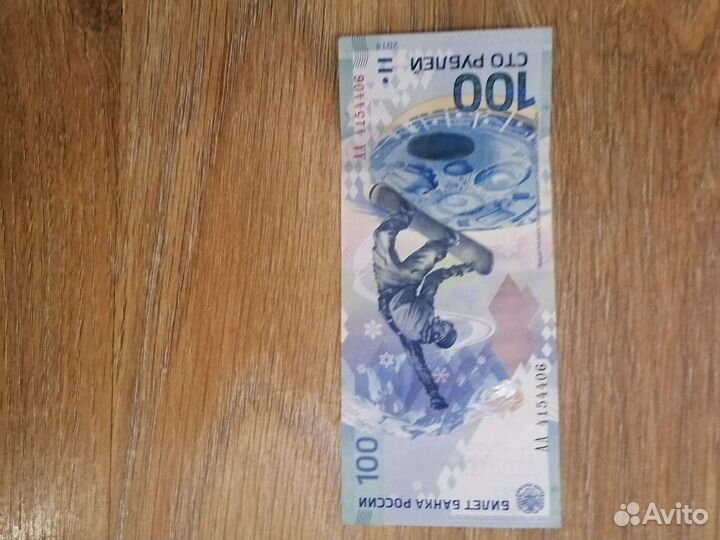 2014
100
СТО РУБЛЕЙ
АА 4154406
АА 4154406
100
БИЛЕТ БАНКА РОССИИ
Avito